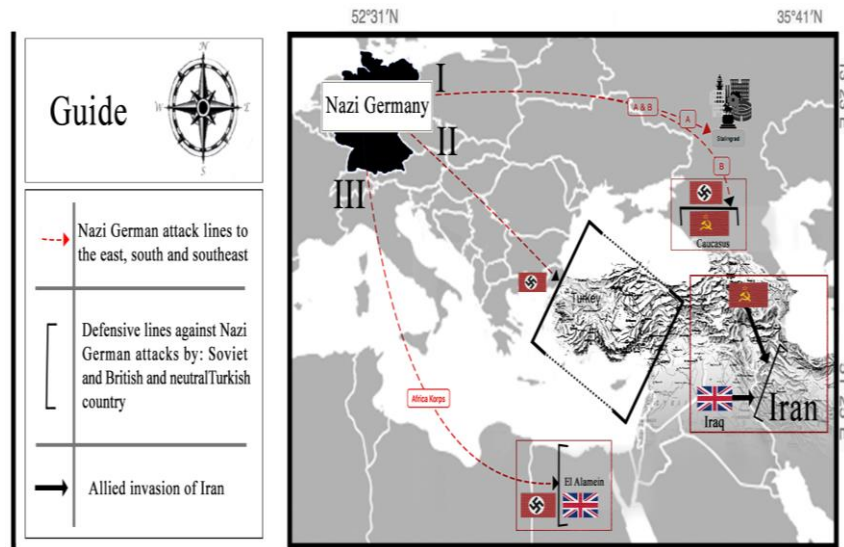 52°31′N
35°41′N
Guide
N
W
E
S
Nazi German attack lines to
the east, south and southeast
Defensive lines against Nazi
German attacks by: Soviet
and British and neutralTurkish
country
Allied invasion of Iran
Nazi Germany
I
II
III
A & B
A
B
Stalingrad
Caucasus
Turkey
Iraq
Iran
Africa Korps
El Alamein